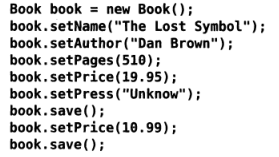 Book book = new Book();
book.setName("The Lost Symbol");
book.setAuthor("Dan Brown");
book.setPages(510);
book.setPrice(19.95);
book.setPress("Unknow");
book.save();
book.setPrice(10.99);
book.save();